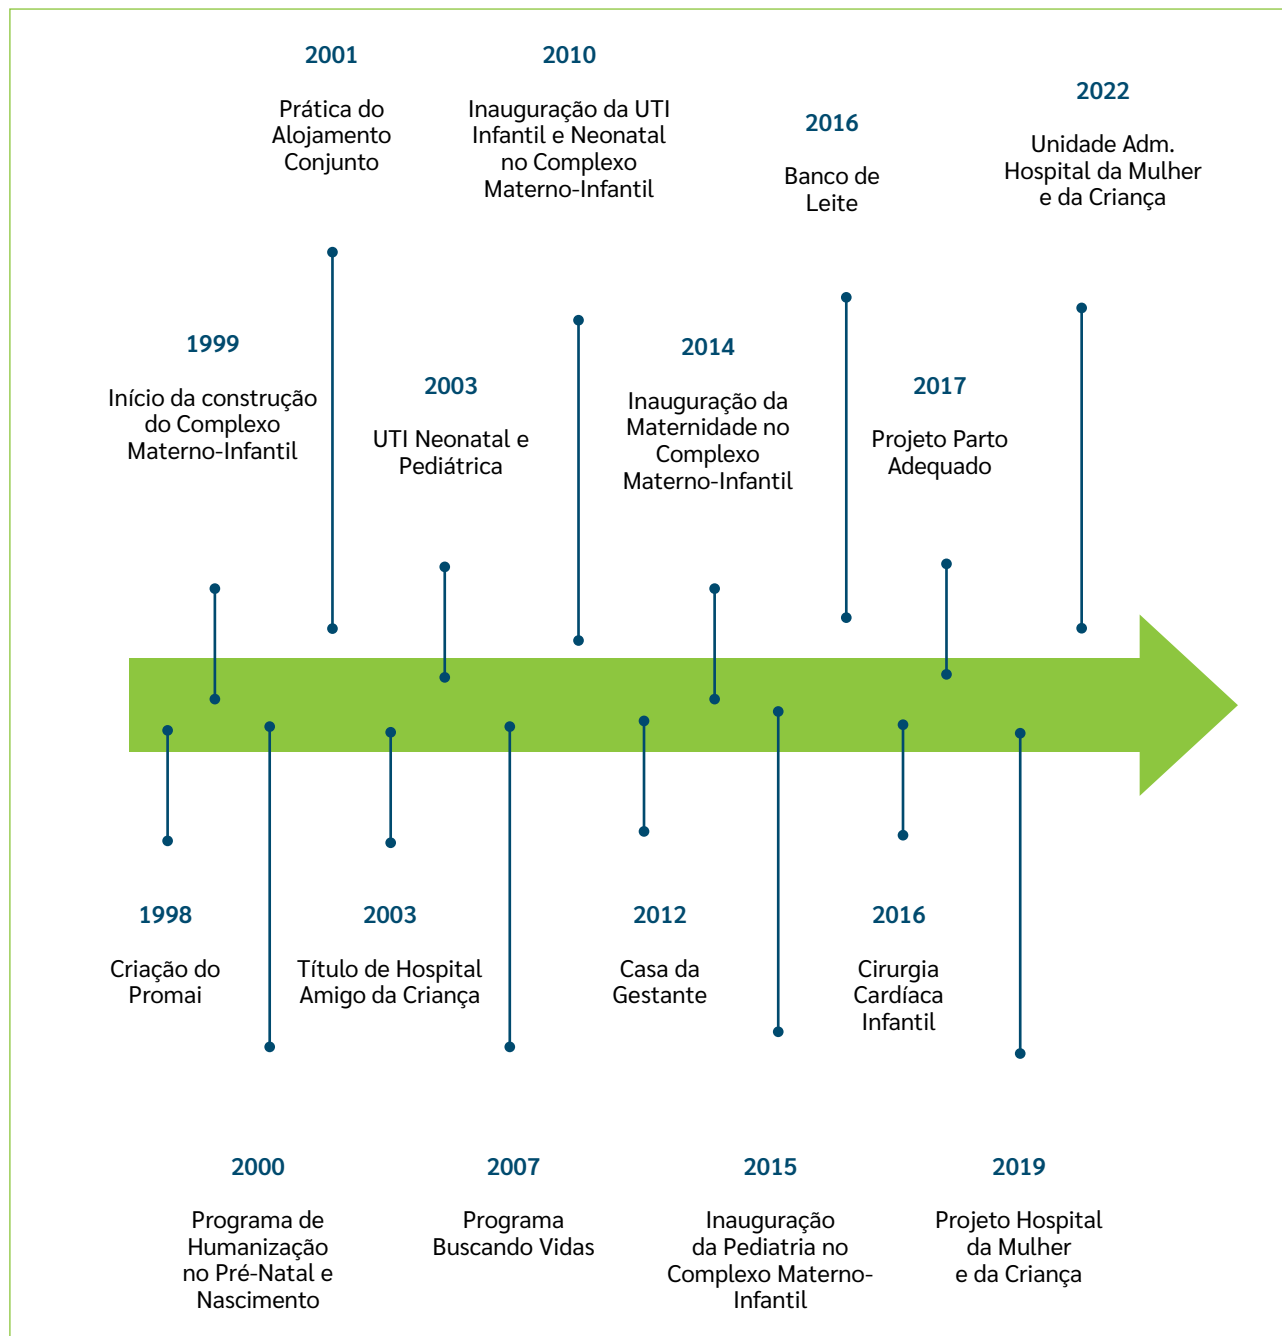 2001
Prática do
Alojamento
Conjunto
2010
Inauguração da UTI
Infantil e Neonatal
no Complexo
Materno-Infantil
2016
Banco de
Leite
2022
Unidade Adm.
Hospital da Mulher
e da Criança
1999
Início da construção
do Complexo
Materno-Infantil
2003
UTI Neonatal e
Pediátrica
2014
Inauguração da
Maternidade no
Complexo
Materno-Infantil
2017
Projeto Parto
Adequado
1998
Criação do
Promai
2003
Título de Hospital
Amigo da Criança
2012
Casa da
Gestante
2016
Cirurgia
Cardíaca
Infantil
2000
Programa de
Humanização
no Pré-Natal e
Nascimento
2007
Programa
Buscando Vidas
2015
Inauguração
da Pediatria no
Complexo Materno-
Infantil
2019
Projeto Hospital
da Mulher
e da Criança